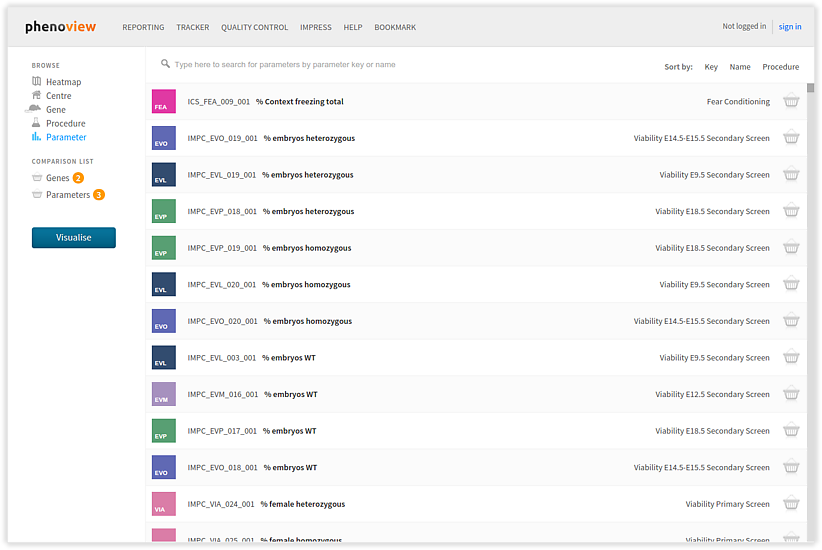 phenoview REPORTING TRACKER QUALITY CONTROL IMPRESS HELP BOOKMARK Not logged in sign in
BROWSE
Heatmap
Centre
Gene
Procedure
Parameter
COMPARISON LIST
Genes 2
Parameters 3
Visualise
Type here to search for parameters by parameter key or name
Sort by: Key Name Procedure
FEA ICS_FEA_009_001 % Context freezing total Fear Conditioning
EVO IMPC_EVO_019_001 % embryos heterozygous Viability E14.5-E15.5 Secondary Screen
EVL IMPC_EVL_019_001 % embryos heterozygous Viability E9.5 Secondary Screen
EVP IMPC_EVP_018_001 % embryos heterozygous Viability E18.5 Secondary Screen
EVP IMPC_EVP_019_001 % embryos homozygous Viability E18.5 Secondary Screen
EVL IMPC_EVL_020_001 % embryos homozygous Viability E9.5 Secondary Screen
EVO IMPC_EVO_020_001 % embryos homozygous Viability E14.5-E15.5 Secondary Screen
EVL IMPC_EVL_003_001 % embryos WT Viability E9.5 Secondary Screen
EVM IMPC_EVM_016_001 % embryos WT Viability E12.5 Secondary Screen
EVP IMPC_EVP_017_001 % embryos WT Viability E18.5 Secondary Screen
EVO IMPC_EVO_018_001 % embryos WT Viability E14.5-E15.5 Secondary Screen
VIA IMPC_VIA_024_001 % female heterozygous Viability Primary Screen
IMPC_VIA_025_001 % female homozygous Viability Primary Screen